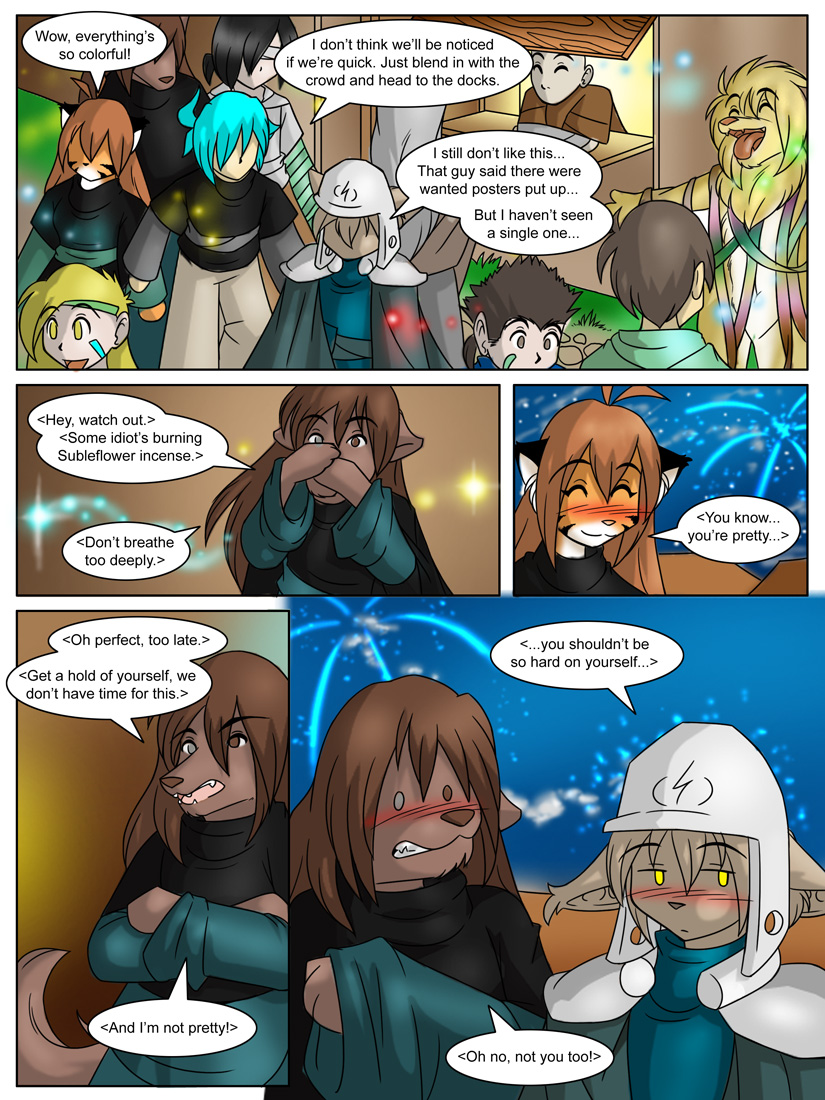 Wow, everything's
so colorful!
I don't think we'll be noticed
if we're quick. Just blend in with the
crowd and head to the docks.
I still don't like this...
That guy said there were
wanted posters put up...
But I haven't seen
a single one...
<Hey, watch out.>
<Some idiot's burning
Subleflower incense.>
<Don't breathe
too deeply.>
<You know...
you're pretty...>
<Oh perfect, too late.>
<Get a hold of yourself, we
don't have time for this.>
<And I'm not pretty!>
<...you shouldn't be
so hard on yourself...>
<Oh no, not you too!>